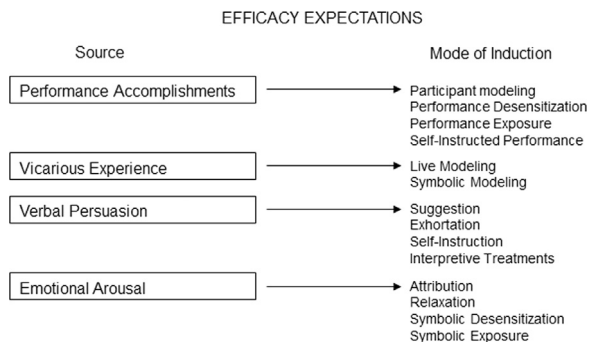 EFFICACY EXPECTATIONS
Source
Mode of Induction
Performance Accomplishments
Participant modeling
Performance Desensitization
Performance Exposure
Self-Instructed Performance
Vicarious Experience
Live Modeling
Symbolic Modeling
Verbal Persuasion
Suggestion
Exhortation
Self-Instruction
Interpretive Treatments
Emotional Arousal
Attribution
Relaxation
Symbolic Desensitization
Symbolic Exposure